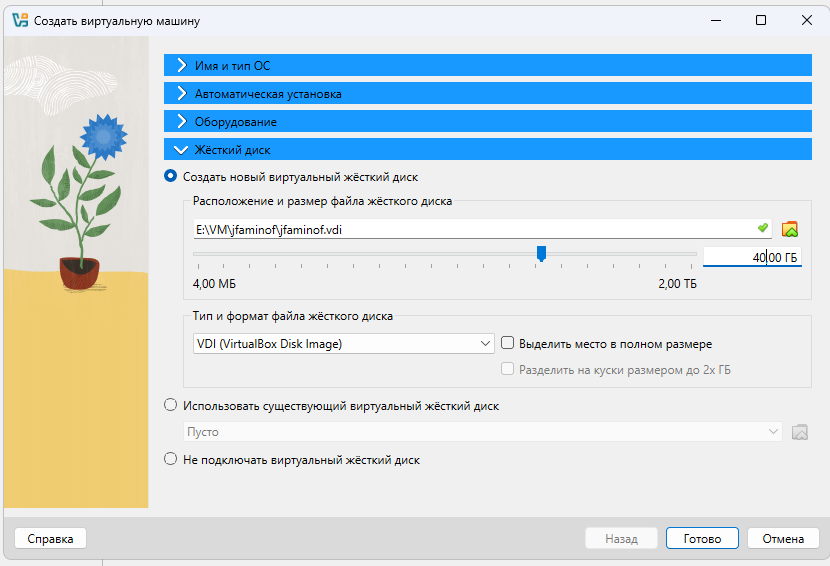 Создать виртуальную машину
Имя и тип ОС
Автоматическая установка
Оборудование
Жёсткий диск
Создать новый виртуальный жёсткий диск
Расположение и размер файла жёсткого диска
E:\VM\jfaminof\jfaminof.vdi
40,00 ГБ
4,00 МБ 2,00 ТБ
Тип и формат файла жёсткого диска
VDI (VirtualBox Disk Image) Выделить место в полном размере
Разделить на куски размером до 2х ГБ
Использовать существующий виртуальный жёсткий диск
Пусто
Не подключать виртуальный жёсткий диск
Справка Назад Готово Отмена